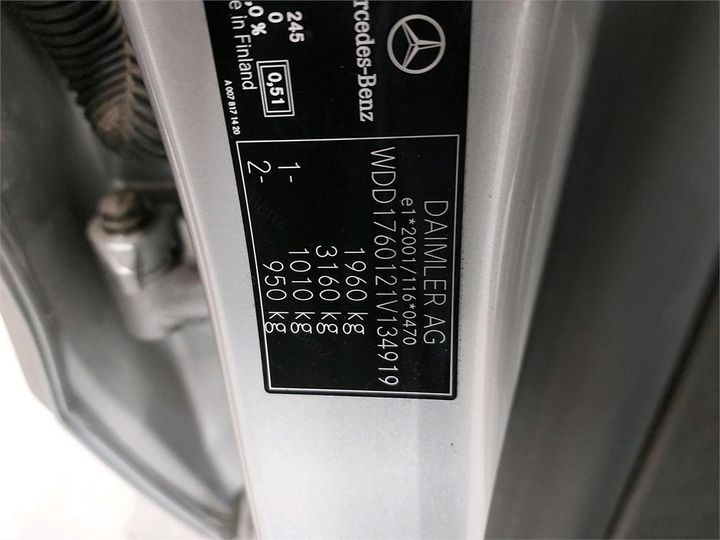 Mercedes-Benz
245
0
,0 %
e in Finland
0,51
A 007 817 14 20
DAIMLER AG
e1*2001/116*0470
WDD1760121V134919
1960 kg
3160 kg
1- 1010 kg
2- 950 kg